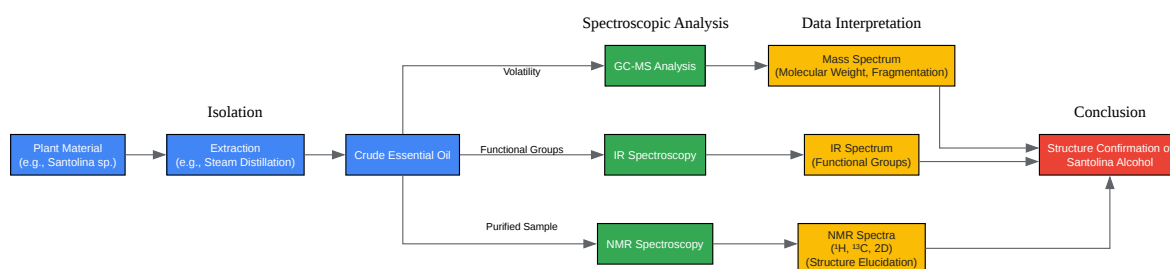 Spectroscopic Analysis
Data Interpretation
GC-MS Analysis
Mass Spectrum
(Molecular Weight, Fragmentation)
Volatility
Isolation
Conclusion
Plant Material
(e.g., Santolina sp.)
Extraction
(e.g., Steam Distillation)
Crude Essential Oil
Functional Groups
IR Spectroscopy
IR Spectrum
(Functional Groups)
Structure Confirmation of
Santolina Alcohol
Purified Sample
NMR Spectroscopy
NMR Spectra
(¹H, ¹³C, 2D)
(Structure Elucidation)